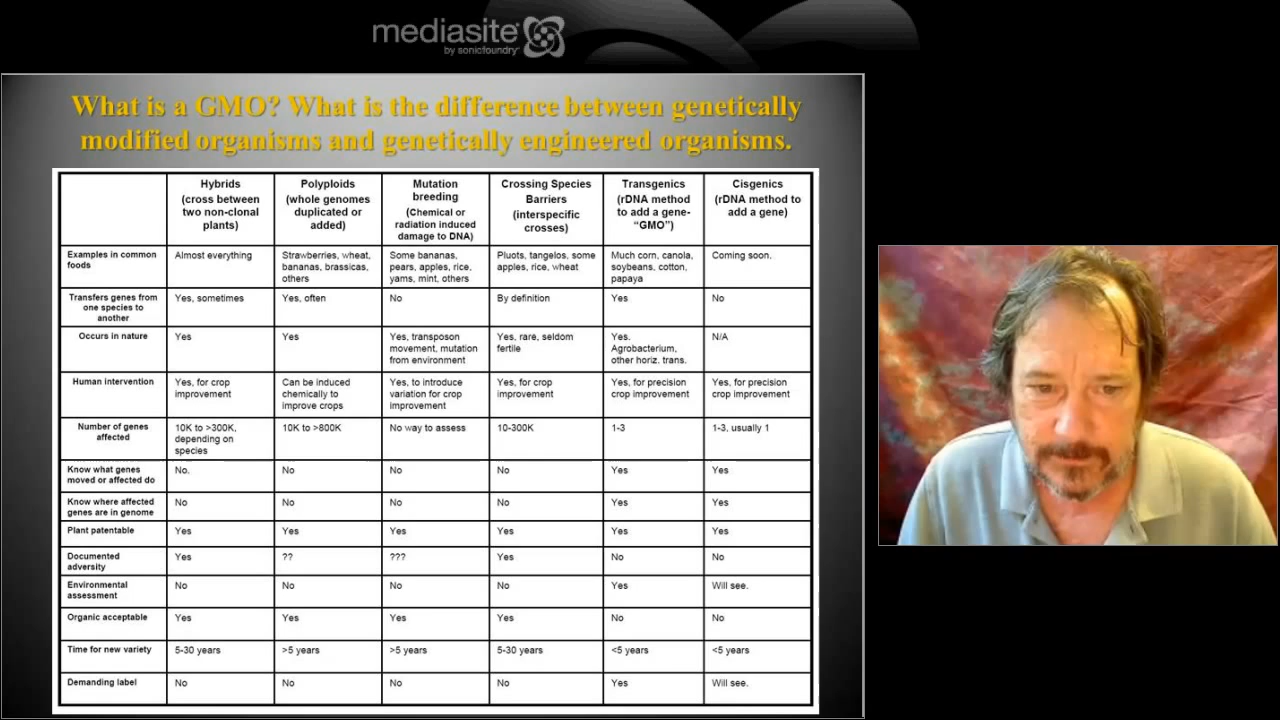 mediasite
by sonicfoundry
What is a GMO? What is the difference between genetically
modified organisms and genetically engineered organisms.
Hybrids
(cross between
two non-clonal
plants)
Polyploids
(whole genomes
duplicated or
added)
Mutation
breeding
(Chemical or
radiation induced
damage to DNA)
Crossing Species
Barriers
(interspecific
crosses)
Transgenics
(rDNA method
to add a gene-
“GMO”)
Cisgenics
(rDNA method to
add a gene)
Examples in common
foods
Almost everything
Strawberries, wheat,
bananas, brassicas,
others
Some bananas,
pears, apples, rice,
yams, mint, others
Pluots, tangelos, some
apples, rice, wheat
Much corn, canola,
soybeans, cotton,
papaya
Coming soon.
Transfers genes from
one species to
another
Yes, sometimes
Yes, often
No
By definition
Yes
No
Occurs in nature
Yes
Yes
Yes, transposon
movement, mutation
from environment
Yes, rare, seldom
fertile
Yes.
Agrobacterium,
other horiz. trans.
N/A
Human intervention
Yes, for crop
improvement
Can be induced
chemically to
improve crops
Yes, to introduce
variation for crop
improvement
Yes, for crop
improvement
Yes, for precision
crop improvement
Yes, for precision
crop improvement
Number of genes
affected
10K to >300K,
depending on
species
10K to >800K
No way to assess
10-300K
1-3
1-3, usually 1
Know what genes
moved or affected do
No.
No
No
No
Yes
Yes
Know where affected
genes are in genome
No
No
No
No
Yes
Yes
Plant patentable
Yes
Yes
Yes
Yes
Yes
Yes
Documented
adversity
Yes
??
???
Yes
No
No
Environmental
assessment
No
No
No
No
Yes
Will see.
Organic acceptable
Yes
Yes
Yes
Yes
No
No
Time for new variety
5-30 years
>5 years
>5 years
5-30 years
<5 years
<5 years
Demanding label
No
No
No
No
Yes
Will see.